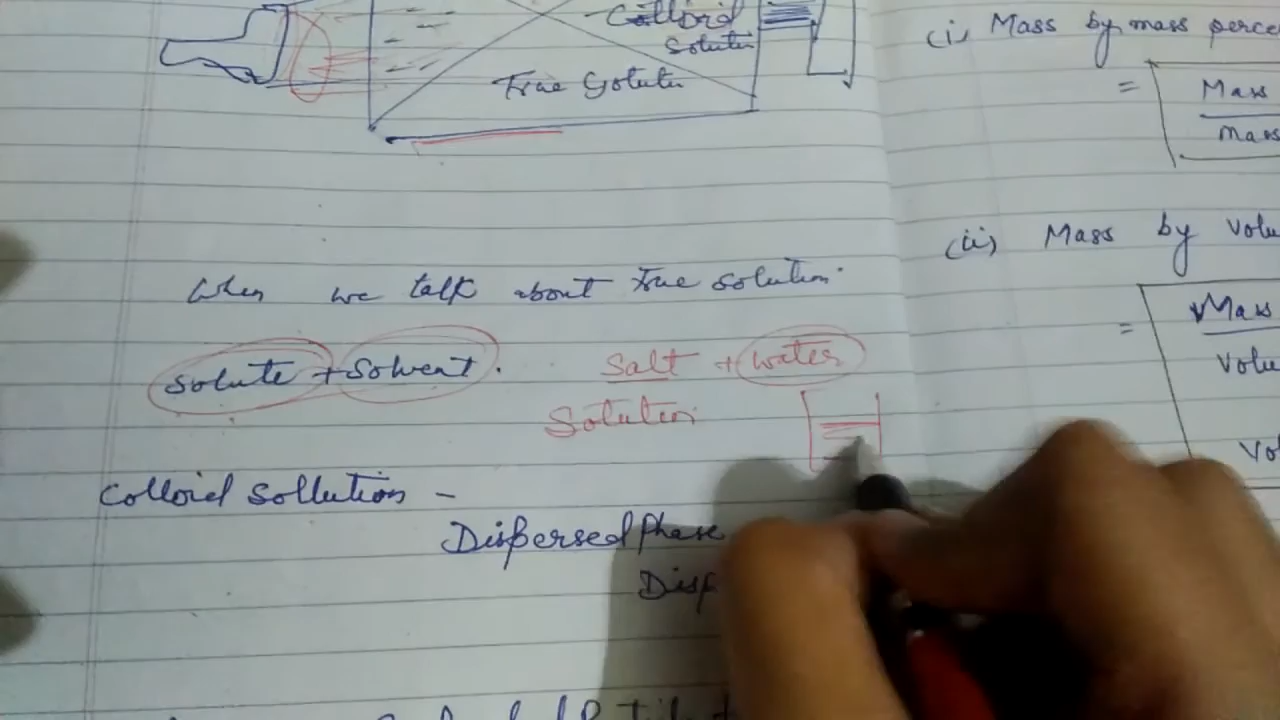 Colloid
Solution
True Solution
When we talk about True solution
Solute + Solvent. Salt + water
Solution
Colloid Sollution -
Dispersed Phase
Disp
(i) Mass by mass perce
= Mass
mass
(ii) Mass by Volu
= Mass
Volu
Vol